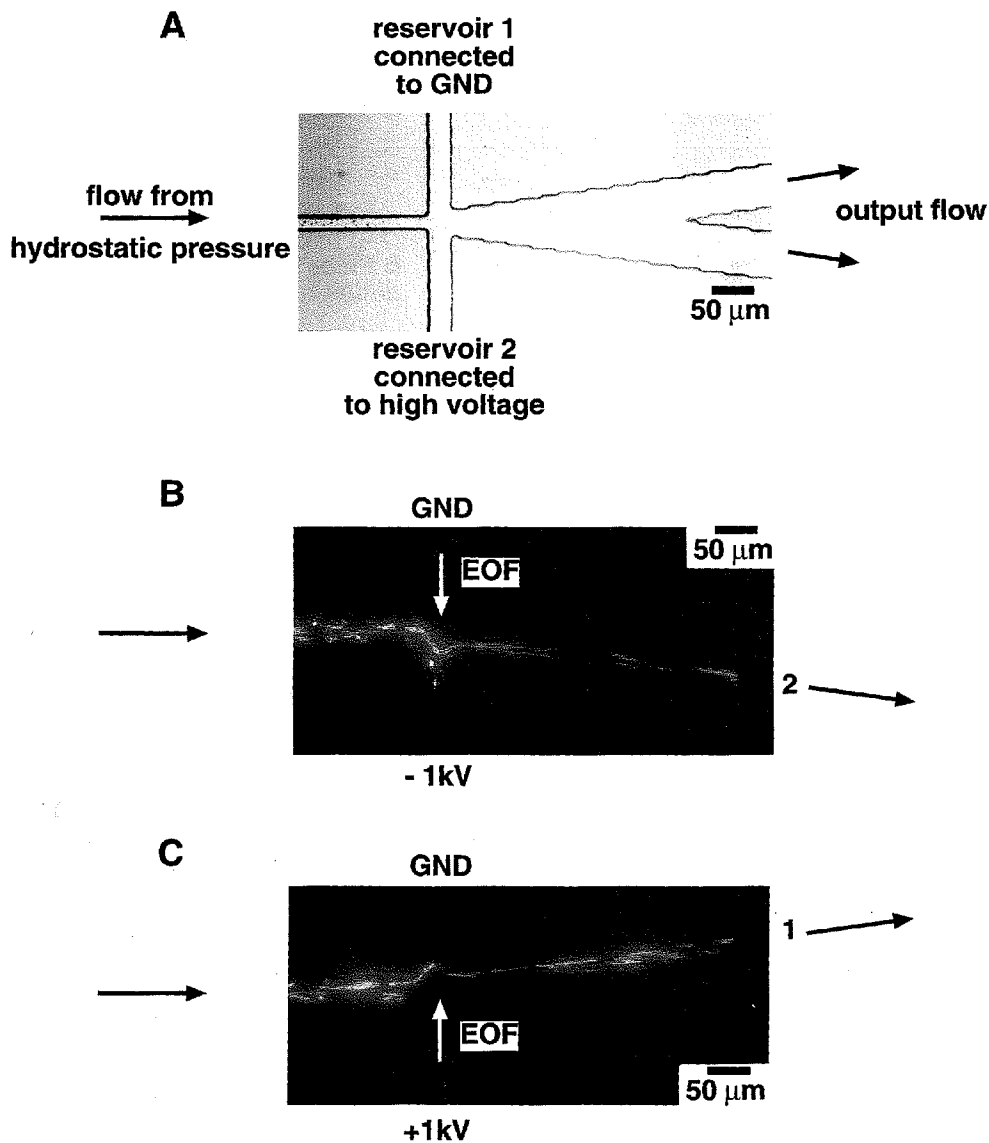 A
reservoir 1
connected
to GND
flow from
hydrostatic pressure
output flow
50 µm
reservoir 2
connected
to high voltage
B
GND
50 µm
EOF
2
- 1kV
C
GND
1
EOF
50 µm
+1kV